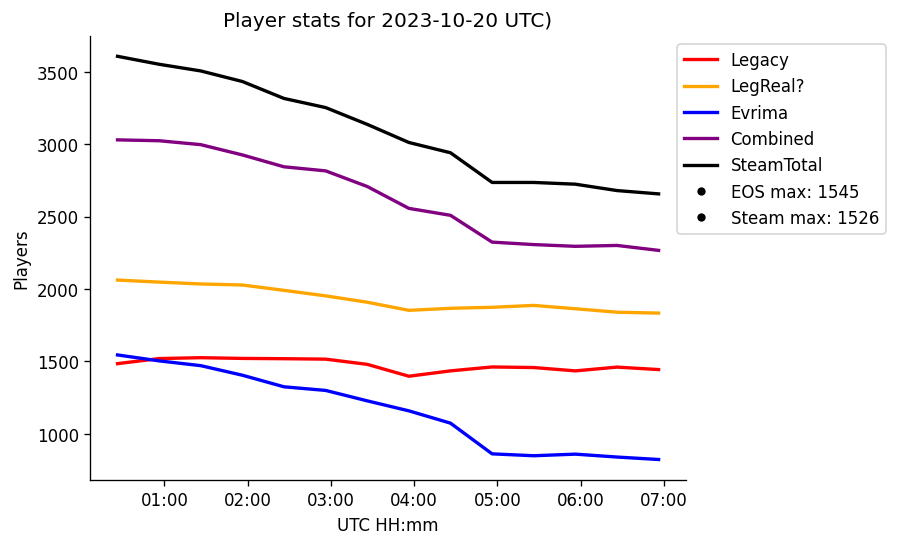 Player stats for 2023-10-20 UTC)
Legacy
LegReal?
Evrima
Combined
SteamTotal
EOS max: 1545
Steam max: 1526
Players
3500
3000
2500
2000
1500
1000
01:00 02:00 03:00 04:00 05:00 06:00 07:00
UTC HH:mm